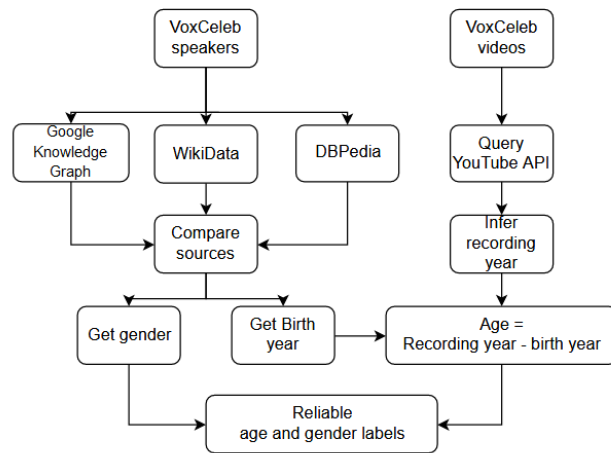 VoxCeleb
speakers
VoxCeleb
videos
Google
Knowledge
Graph
WikiData
DBPedia
Query
YouTube API
Compare
sources
Infer
recording
year
Get gender
Get Birth
year
Age =
Recording year - birth year
Reliable
age and gender labels